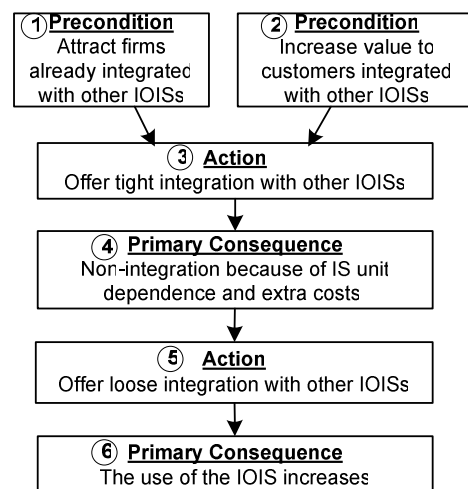 1 Precondition
Attract firms
already integrated
with other IOISs
2 Precondition
Increase value to
customers integrated
with other IOISs
3 Action
Offer tight integration with other IOISs
4 Primary Consequence
Non-integration because of IS unit
dependence and extra costs
5 Action
Offer loose integration with other IOISs
6 Primary Consequence
The use of the IOIS increases